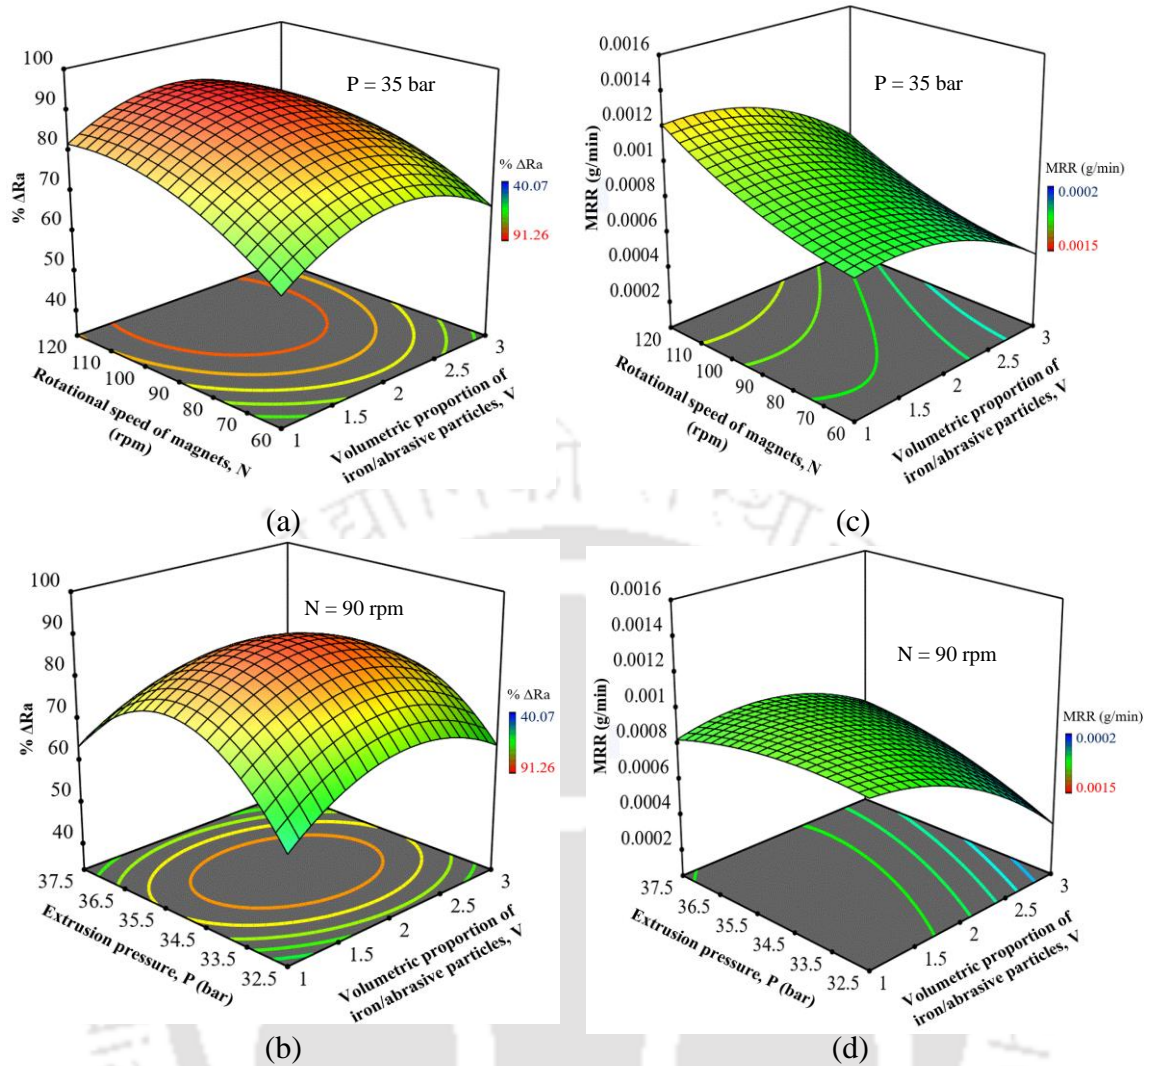 100
90
80
70
60
50
40
% ΔRa
P = 35 bar
% ΔRa
40.07
91.26
120
110
100
90
80
70
60
Rotational speed of magnets, N
(rpm)
1
1.5
2
2.5
3
Volumetric proportion of
iron/abrasive particles, V
(a)
0.0016
0.0014
0.0012
0.001
0.0008
0.0006
0.0004
0.0002
MRR (g/min)
P = 35 bar
MRR (g/min)
0.0002
0.0015
120
110
100
90
80
70
60
Rotational speed of magnets, N
(rpm)
1
1.5
2
2.5
3
Volumetric proportion of
iron/abrasive particles, V
(c)
100
90
80
70
60
50
40
% ΔRa
N = 90 rpm
% ΔRa
40.07
91.26
37.5
36.5
35.5
34.5
33.5
32.5
Extrusion pressure, P (bar)
1
1.5
2
2.5
3
Volumetric proportion of
iron/abrasive particles, V
(b)
0.0016
0.0014
0.0012
0.001
0.0008
0.0006
0.0004
0.0002
MRR (g/min)
N = 90 rpm
MRR (g/min)
0.0002
0.0015
37.5
36.5
35.5
34.5
33.5
32.5
Extrusion pressure, P (bar)
1
1.5
2
2.5
3
Volumetric proportion of
iron/abrasive particles, V
(d)